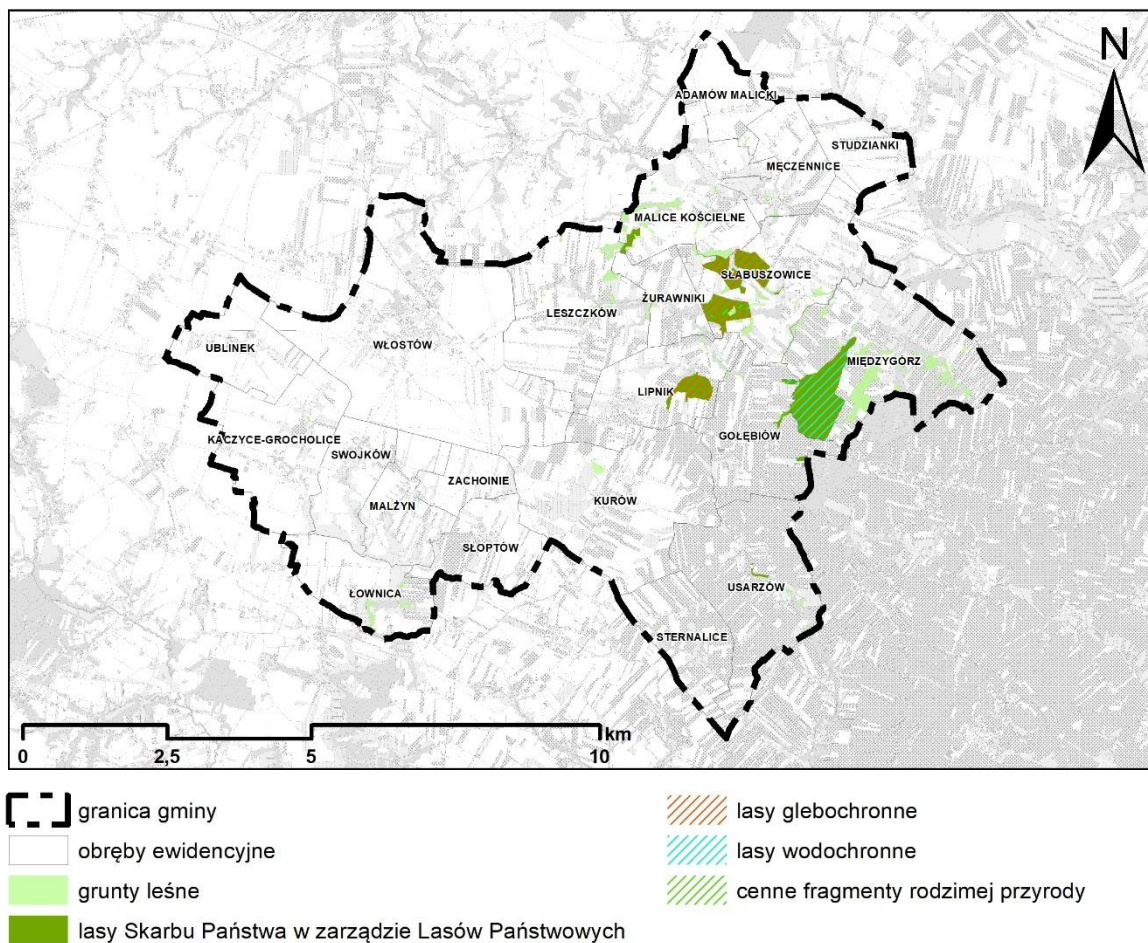 N
ADAMÓW MALICKI
STUDZIANKI
MĘCZENNICE
MALICE KOŚCIELNE
SŁABUSZOWICE
ŻURAWNIKI
LESZCZKÓW
WŁOSTÓW
UBLINEK
MIĘDZYGÓRZ
LIPNIK
GOŁĘBIÓW
KACZYCE-GROCHOLICE
SWOJKÓW
ZACHOINIE
MALŻYN
KURÓW
SŁOPTÓW
USARZÓW
ŁOWNICA
STERNALICE
km
0 2,5 5 10
granica gminy
obręby ewidencyjne
grunty leśne
lasy Skarbu Państwa w zarządzie Lasów Państwowych
lasy glebochronne
lasy wodochronne
cenne fragmenty rodzimej przyrody